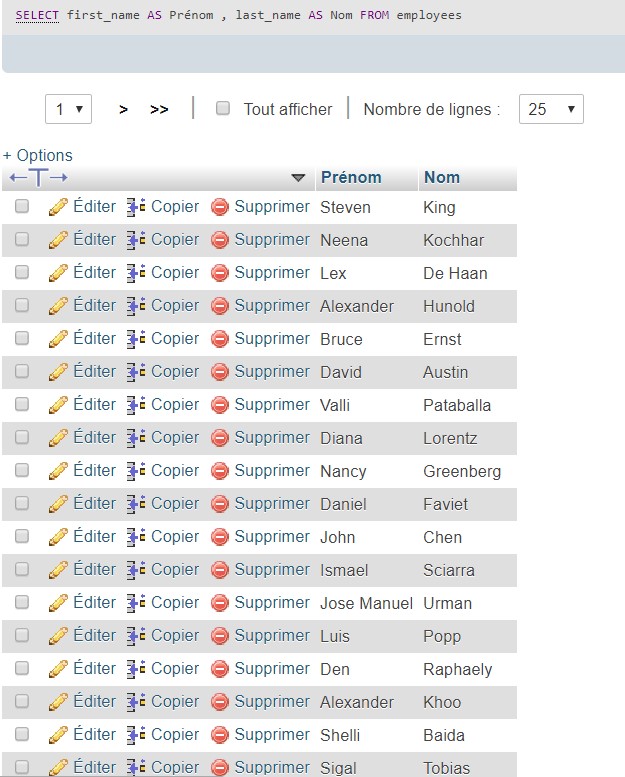 SELECT first_name AS Prénom , last_name AS Nom FROM employees
1 ▼ > >> | Tout afficher | Nombre de lignes : 25 ▼
+ Options
←T→ ▼ Prénom Nom
Éditer Copier Supprimer Steven King
Éditer Copier Supprimer Neena Kochhar
Éditer Copier Supprimer Lex De Haan
Éditer Copier Supprimer Alexander Hunold
Éditer Copier Supprimer Bruce Ernst
Éditer Copier Supprimer David Austin
Éditer Copier Supprimer Valli Pataballa
Éditer Copier Supprimer Diana Lorentz
Éditer Copier Supprimer Nancy Greenberg
Éditer Copier Supprimer Daniel Faviet
Éditer Copier Supprimer John Chen
Éditer Copier Supprimer Ismael Sciarra
Éditer Copier Supprimer Jose Manuel Urman
Éditer Copier Supprimer Luis Popp
Éditer Copier Supprimer Den Raphaely
Éditer Copier Supprimer Alexander Khoo
Éditer Copier Supprimer Shelli Baida
Éditer Copier Supprimer Sigal Tobias